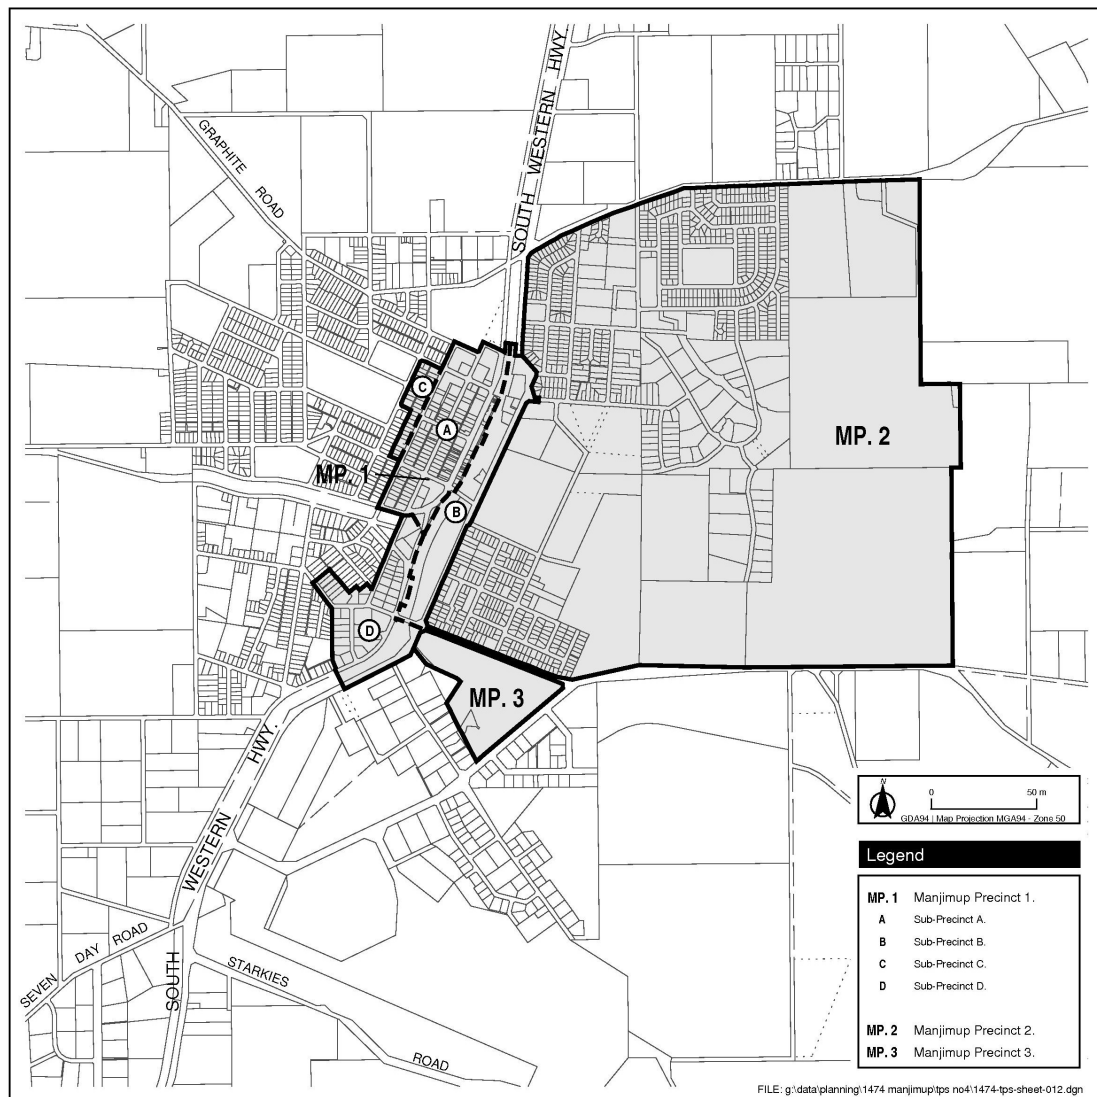 SOUTH WESTERN HWY.
GRAPHITE ROAD
C
A
MP. 1
B
D
MP. 2
MP. 3
SOUTH WESTERN HWY.
SEVEN DAY ROAD
STARKIES ROAD
N
0 50 m
GDA94 | Map Projection MGA94 - Zone 50
Legend
MP. 1 Manjimup Precinct 1.
A Sub-Precinct A.
B Sub-Precinct B.
C Sub-Precinct C.
D Sub-Precinct D.
MP. 2 Manjimup Precinct 2.
MP. 3 Manjimup Precinct 3.
FILE: g:\data\planning\1474 manjimup\tps no4\1474-tps-sheet-012.dgn